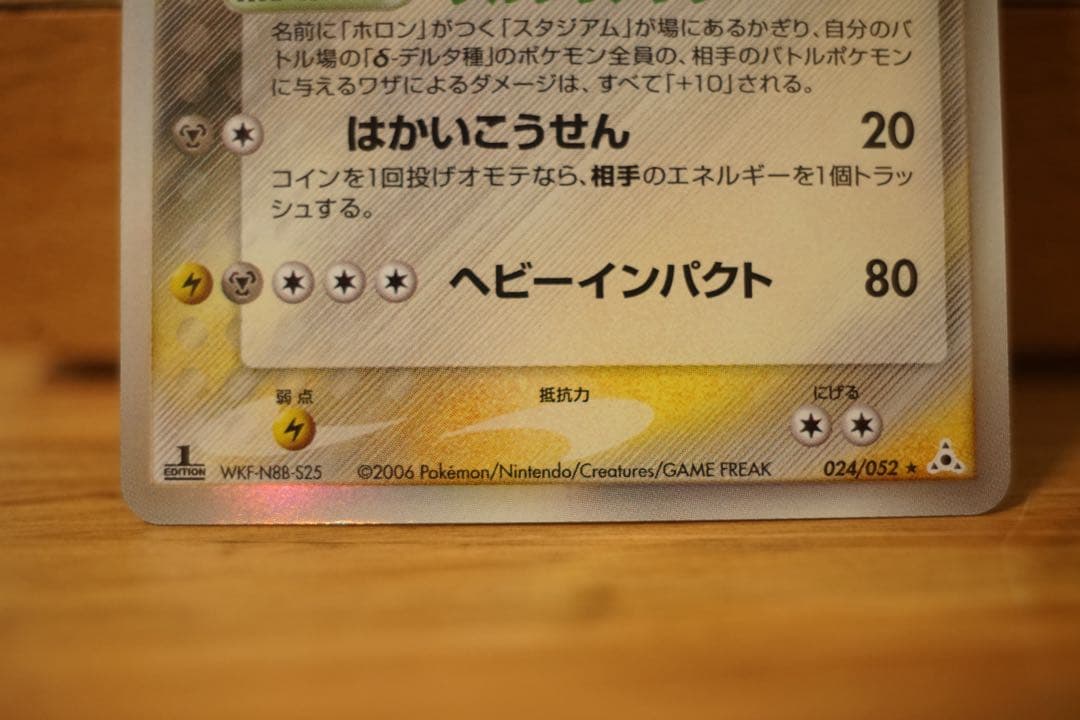 名前に「ホロン」がつく「スタジアム」が場にあるかぎり、自分のバ
トル場の「δ-デルタ種」のポケモン全員の、相手のバトルポケモン
に与えるワザによるダメージは、すべて「+10」される。
はかいこうせん 20
コインを1回投げオモテなら、相手のエネルギーを1個トラッ
シュする。
ヘビーインパクト 80
弱点 抵抗力 にげる
1 EDITION WKF-N8B-S25 ©2006 Pokémon/Nintendo/Creatures/GAME FREAK 024/052 ★